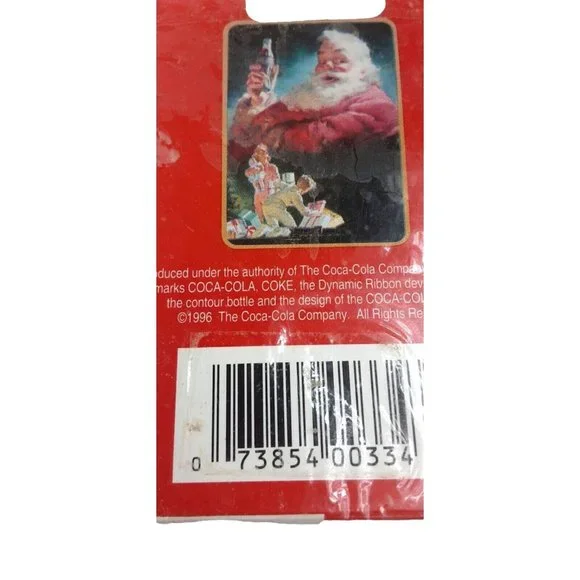 oduced under the authority of The Coca-Cola Compa
marks COCA-COLA, COKE, the Dynamic Ribbon dev
the contour bottle and the design of the COCA-COL
©1996 The Coca-Cola Company. All Rights Re
0 73854 00334